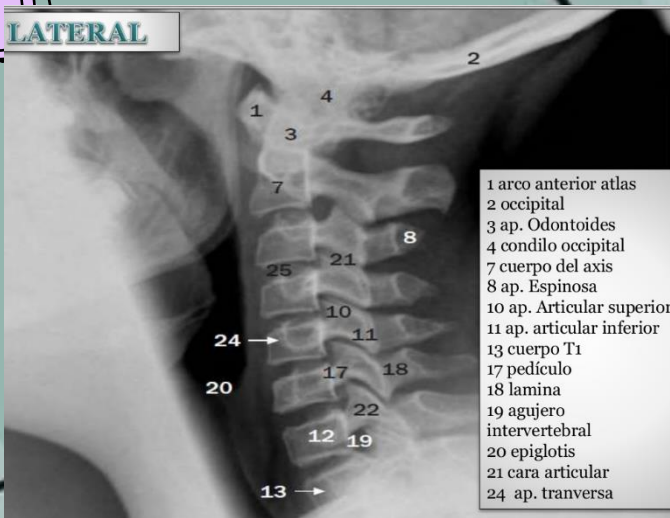 LATERAL
2
1
4
3
7
8
21
25
10
11
24
17
18
20
22
12
19
13
1 arco anterior atlas
2 occipital
3 ap. Odontoides
4 condilo occipital
7 cuerpo del axis
8 ap. Espinosa
10 ap. Articular superior
11 ap. articular inferior
13 cuerpo T1
17 pedículo
18 lamina
19 agujero
intervertebral
20 epiglotis
21 cara articular
24 ap. tranversa